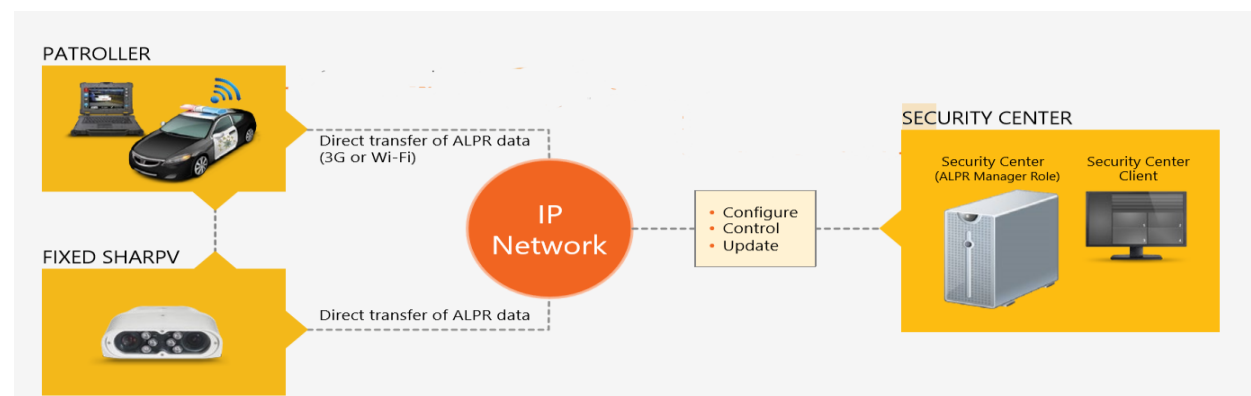 PATROLLER
Direct transfer of ALPR data
(3G or Wi-Fi)
FIXED SHARPV
Direct transfer of ALPR data
IP
Network
• Configure
• Control
• Update
SECURITY CENTER
Security Center
(ALPR Manager Role)
Security Center
Client